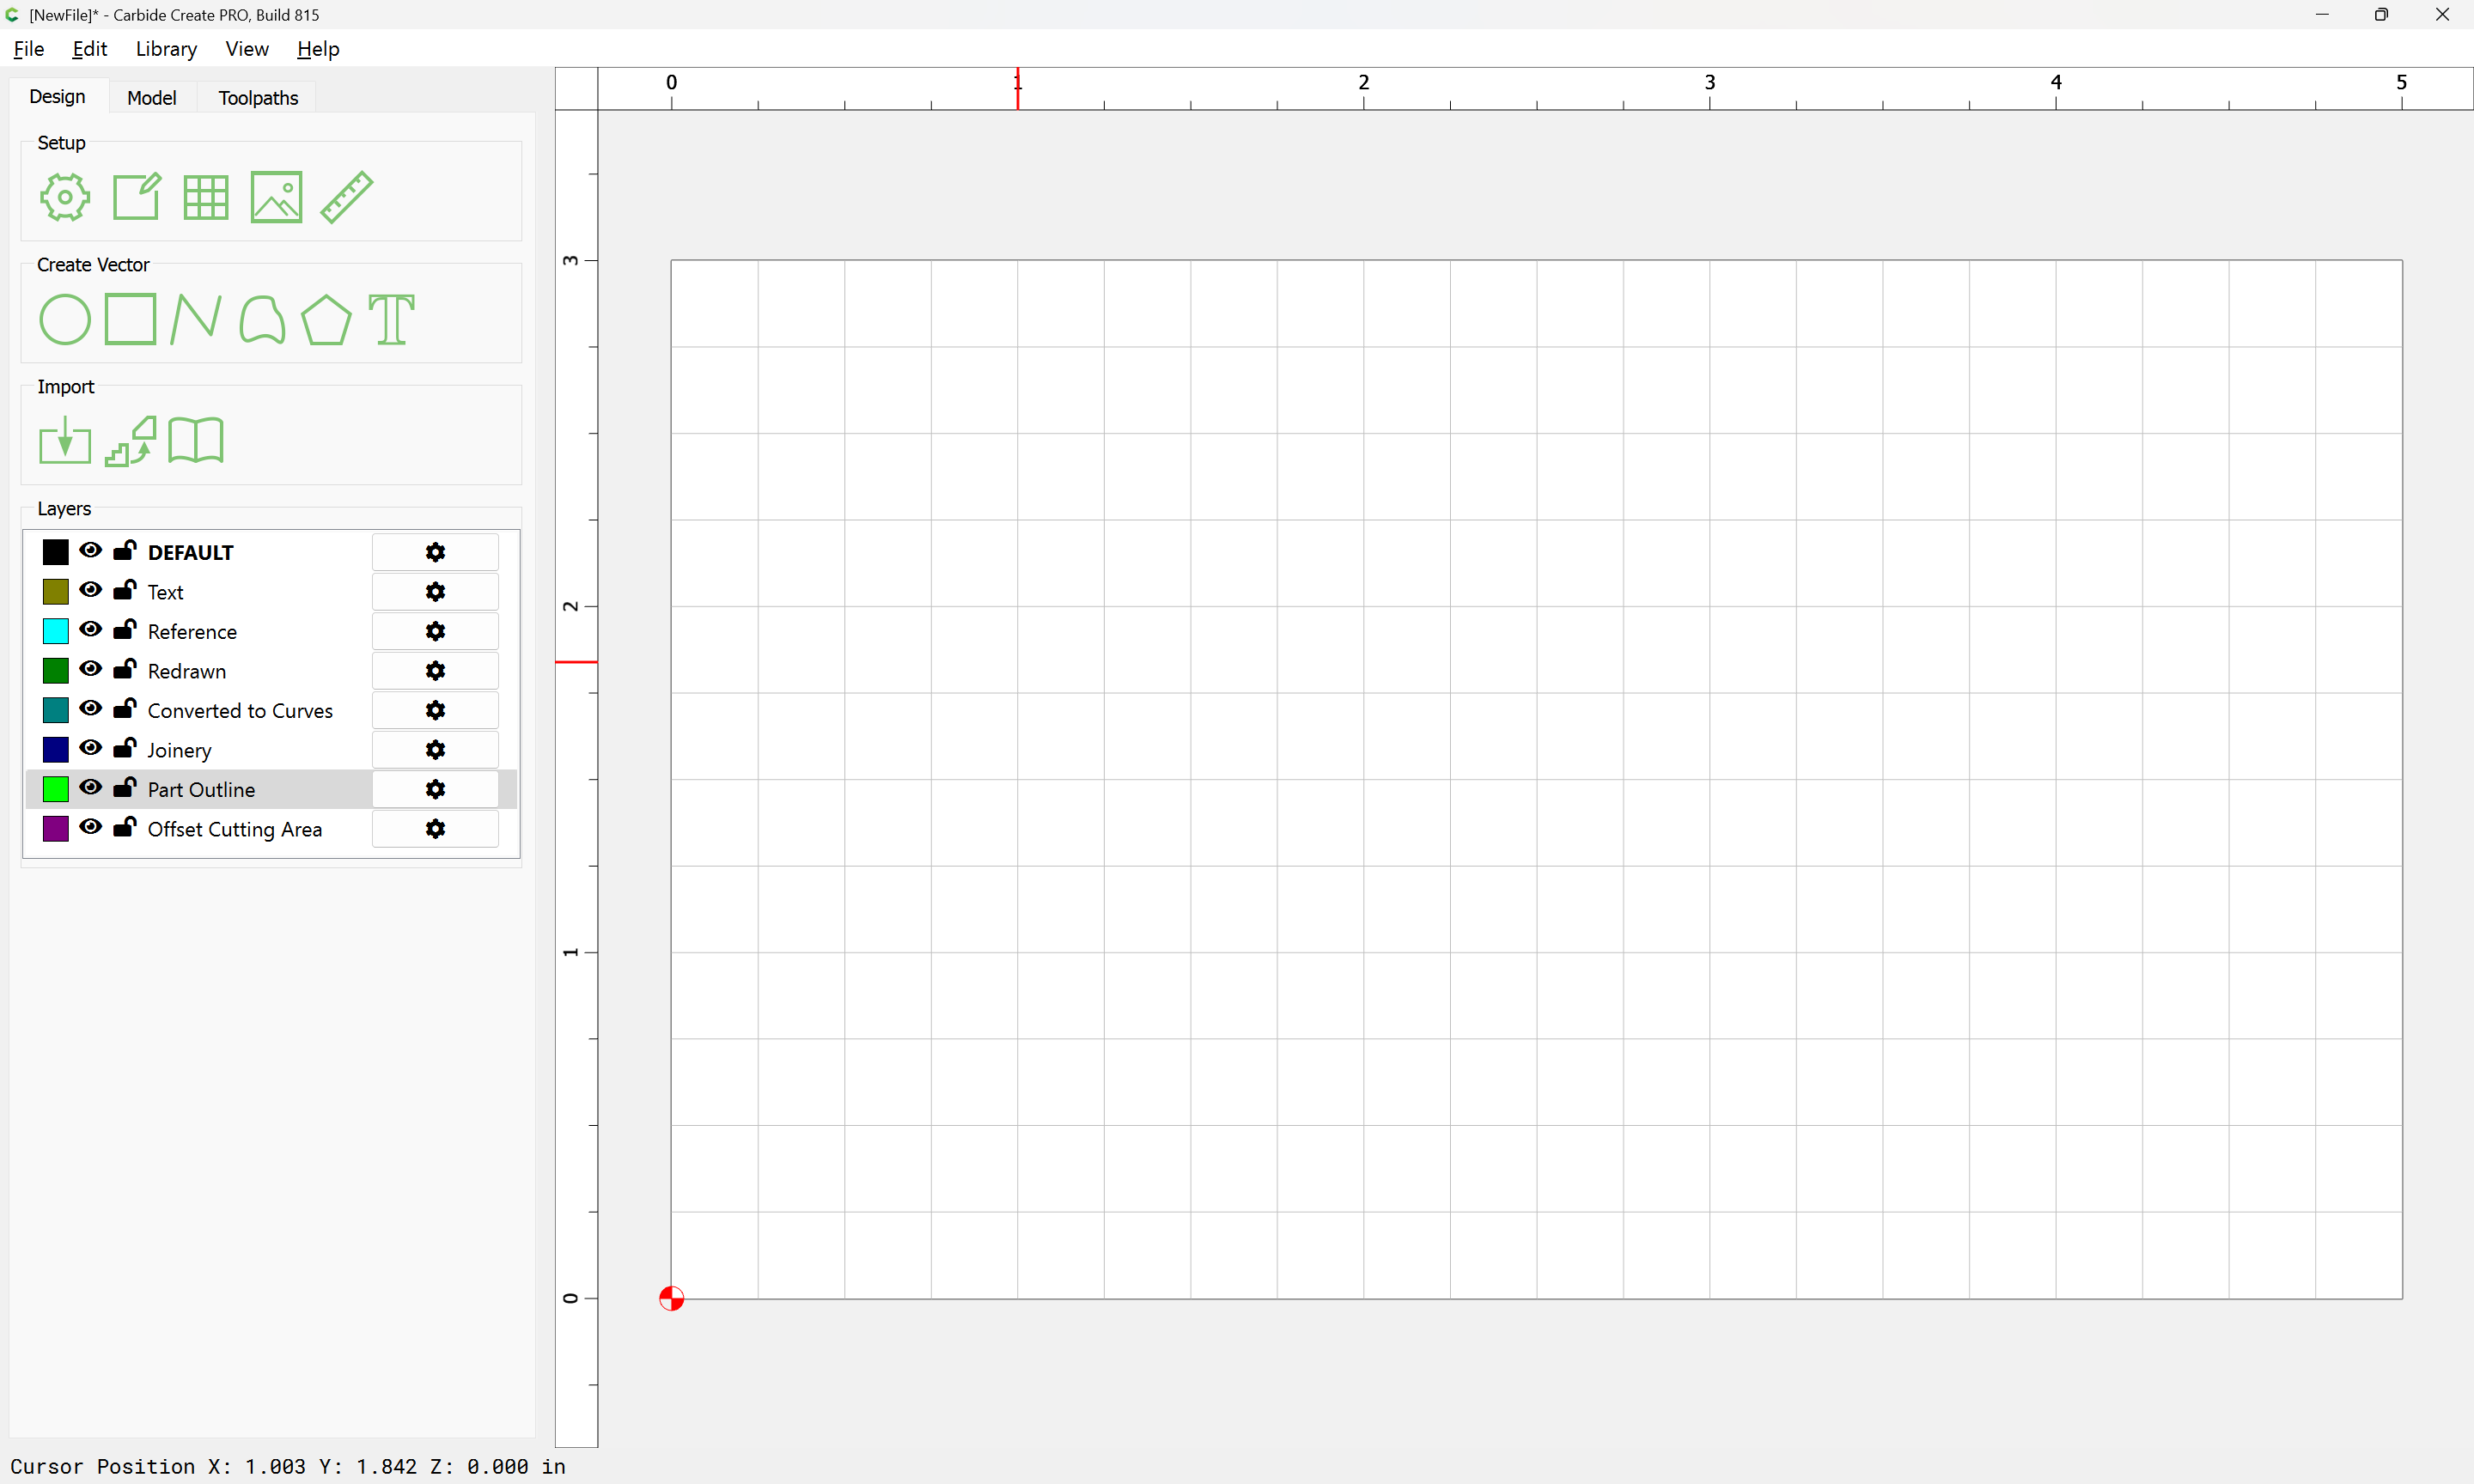 [NewFile]* - Carbide Create PRO, Build 815
File Edit Library View Help
Design Model Toolpaths
Setup
Create Vector
Import
Layers
DEFAULT
Text
Reference
Redrawn
Converted to Curves
Joinery
Part Outline
Offset Cutting Area
0 1 2 3 4 5
3
2
1
0
Cursor Position X: 1.003 Y: 1.842 Z: 0.000 in